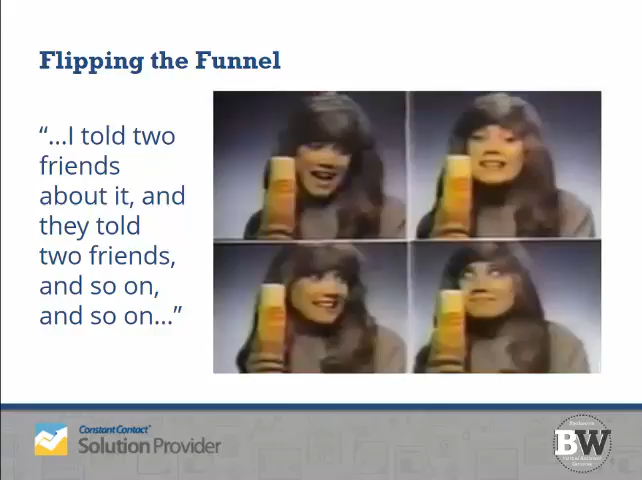 Flipping the Funnel
“...I told two
friends
about it, and
they told
two friends,
and so on,
and so on...”
Constant Contact
Solution Provider
BW